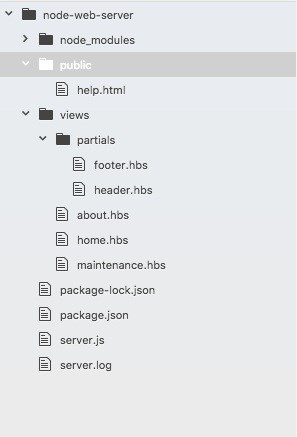 node-web-server
node_modules
public
help.html
views
partials
footer.hbs
header.hbs
about.hbs
home.hbs
maintenance.hbs
package-lock.json
package.json
server.js
server.log